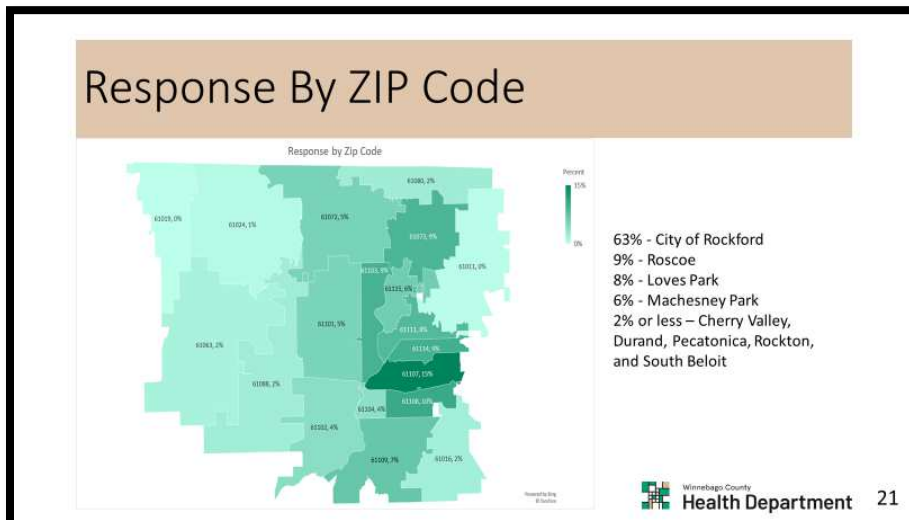 Response By ZIP Code
Response by Zip Code
Percent
15%
0%
61080, 2%
61019, 0%
61024, 1%
61072, 5%
61073, 9%
61011, 0%
61103, 9%
61115, 6%
61101, 5%
61111, 8%
61063, 2%
61114, 9%
61107, 15%
61088, 2%
61108, 10%
61104, 4%
61102, 4%
61109, 7%
61016, 2%
Powered by Bing
63% - City of Rockford
9% - Roscoe
8% - Loves Park
6% - Machesney Park
2% or less – Cherry Valley,
Durand, Pecatonica, Rockton,
and South Beloit
Winnebago County
Health Department
21